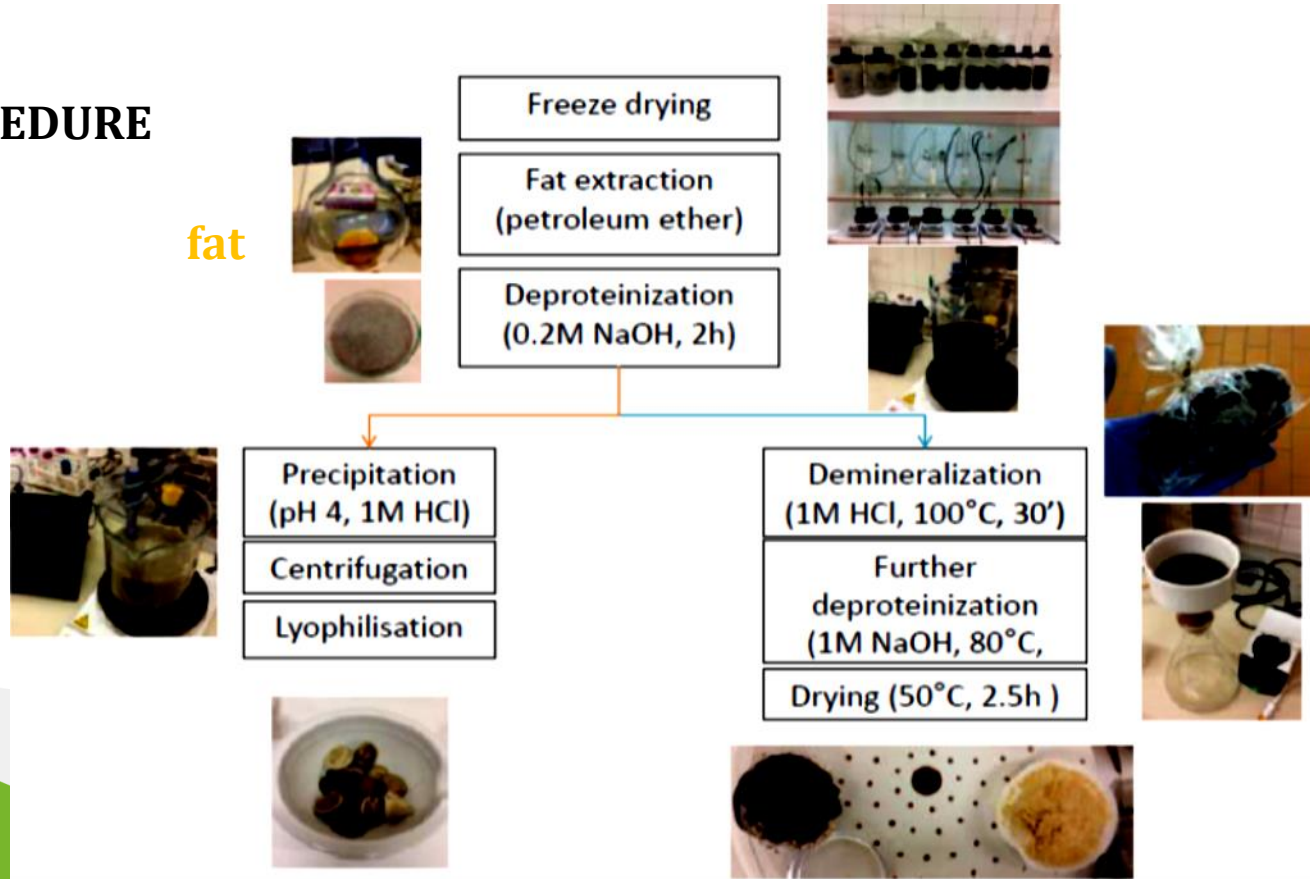 EDURE
Freeze drying
Fat extraction
(petroleum ether)
fat
Deproteinization
(0.2M NaOH, 2h)
Precipitation
(pH 4, 1M HCl)
Centrifugation
Lyophilisation
Demineralization
(1M HCl, 100°C, 30’)
Further
deproteinization
(1M NaOH, 80°C,
Drying (50°C, 2.5h )